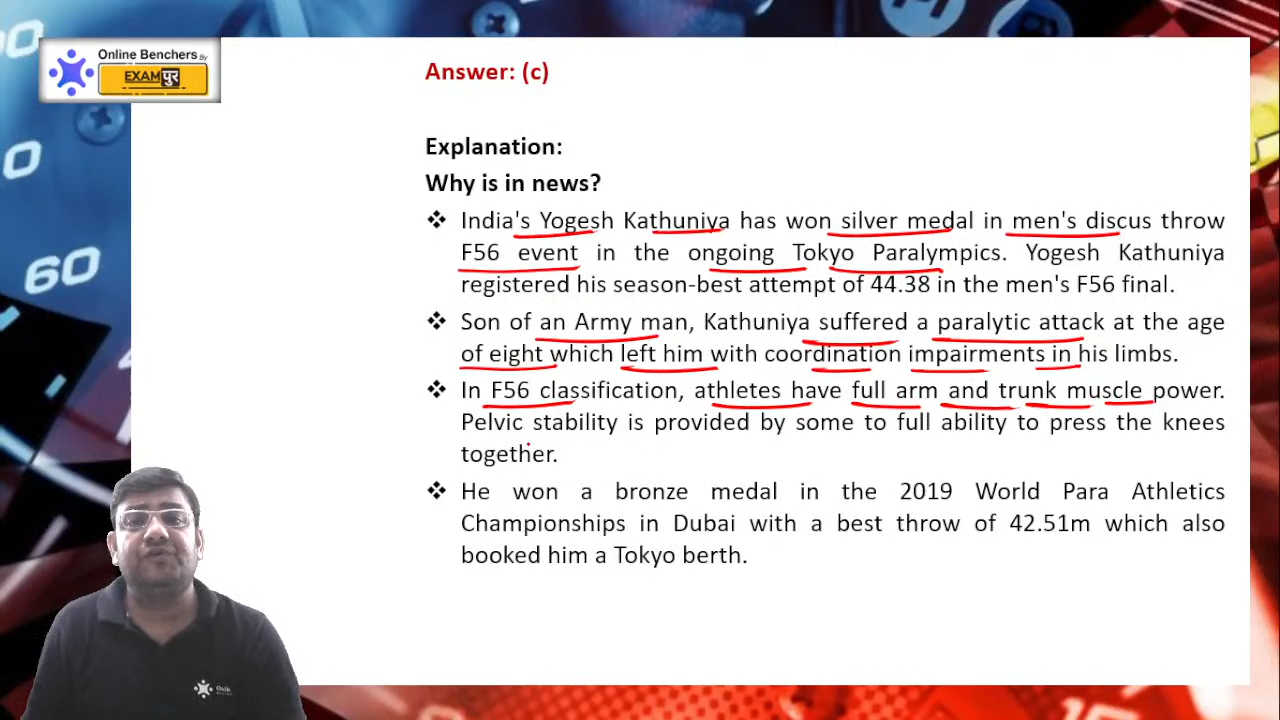 Online Benchers By
EXAMपुर
Answer: (c)
Explanation:
Why is in news?
❖ India's Yogesh Kathuniya has won silver medal in men's discus throw
F56 event in the ongoing Tokyo Paralympics. Yogesh Kathuniya
registered his season-best attempt of 44.38 in the men's F56 final.
❖ Son of an Army man, Kathuniya suffered a paralytic attack at the age
of eight which left him with coordination impairments in his limbs.
❖ In F56 classification, athletes have full arm and trunk muscle power.
Pelvic stability is provided by some to full ability to press the knees
together.
❖ He won a bronze medal in the 2019 World Para Athletics
Championships in Dubai with a best throw of 42.51m which also
booked him a Tokyo berth.
60